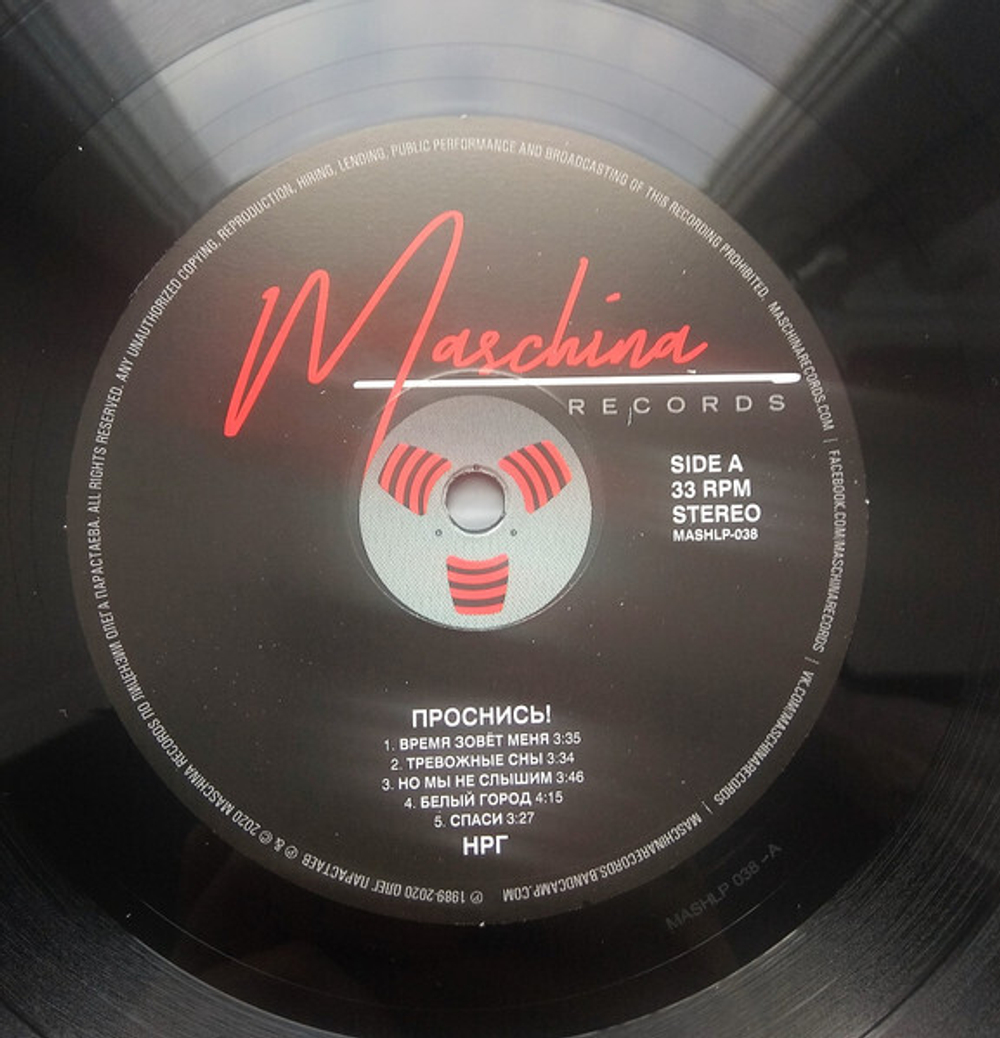 Maschina
RECORDS
SIDE A
33 RPM
STEREO
MASHLP-038
ПРОСНИСЬ!
1. ВРЕМЯ ЗОВЁТ МЕНЯ 3:35
2. ТРЕВОЖНЫЕ СНЫ 3:34
3. НО МЫ НЕ СЛЫШИМ 3:46
4. БЕЛЫЙ ГОРОД 4:15
5. СПАСИ 3:27
НРГ
℗ 1989-2020 ОЛЕГ ПАРАСТАЕВ ℗ & © 2020 MASCHINA RECORDS ПО ЛИЦЕНЗИИ ОЛЕГА ПАРАСТАЕВА. ALL RIGHTS RESERVED. ANY UNAUTHORIZED COPYING, REPRODUCTION, HIRING, LENDING, PUBLIC PERFORMANCE AND BROADCASTING OF THIS RECORDING PROHIBITED. MASCHINARECORDS.COM | FACEBOOK.COM/MASCHINARECORDS | VK.COM/MASCHINARECORDS | MASCHINARECORDS.BANDCAMP.COM
MASHLP 038 -A